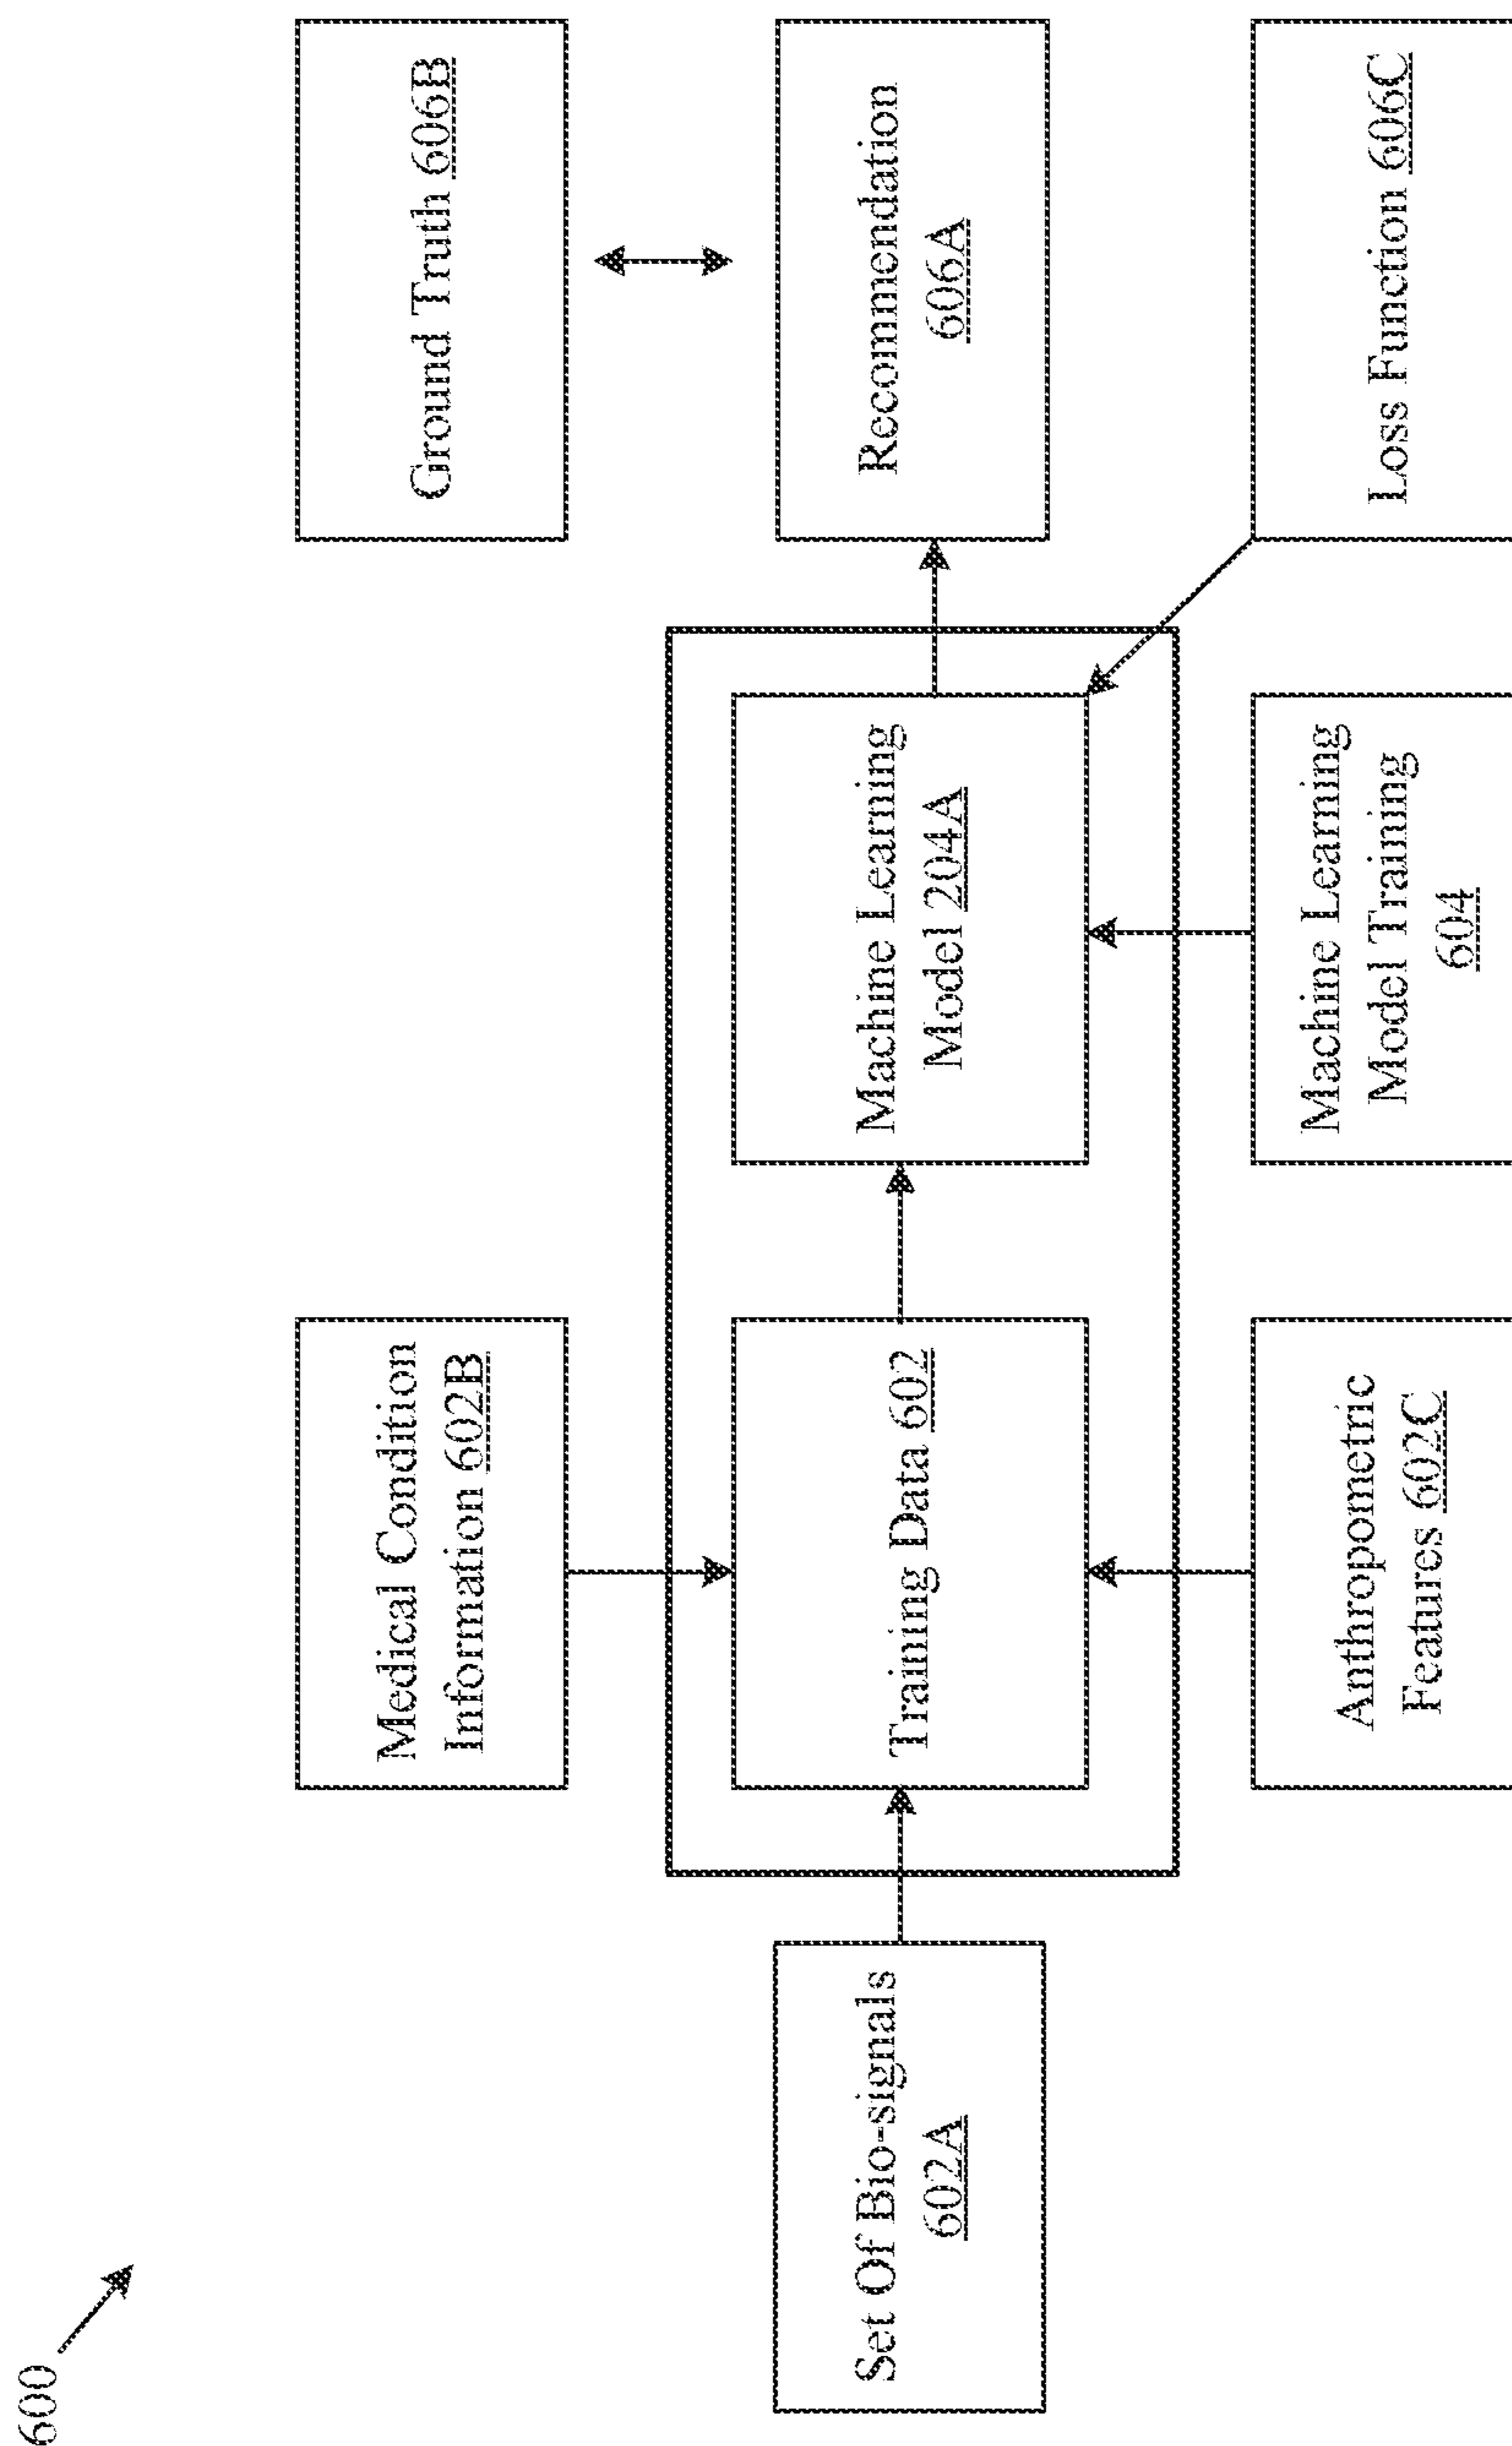 600
Medical Condition
Information 602B
Ground Truth 606B
Set Of Bio-signals
602A
Training Data 602
Machine Learning
Model 204A
Recommendation
606A
Anthropometric
Features 602C
Machine Learning
Model Training
604
Loss Function 606C